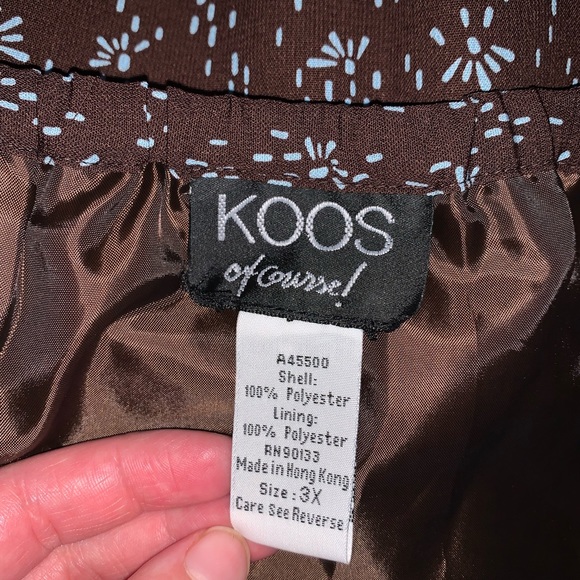 KOOS
of course!
A45500
Shell:
100% Polyester
Lining:
100% Polyester
RN90133
Made in Hong Kong
Size: 3X
Care See Reverse